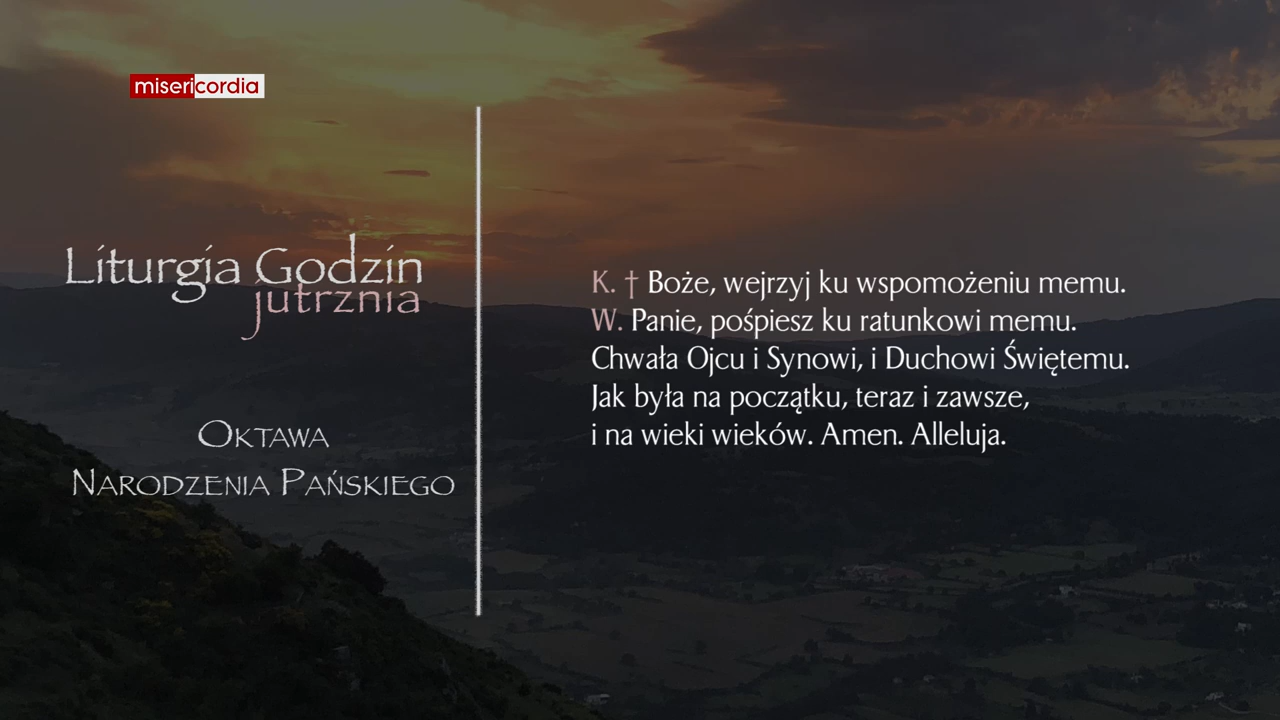 misericordia
Liturgia Godzin
jutrznia
Oktawa
Narodzenia Pańskiego
K. † Boże, wejrzyj ku wspomożeniu memu.
W. Panie, pośpiesz ku ratunkowi memu.
Chwała Ojcu i Synowi, i Duchowi Świętemu.
Jak była na początku, teraz i zawsze,
i na wieki wieków. Amen. Alleluja.